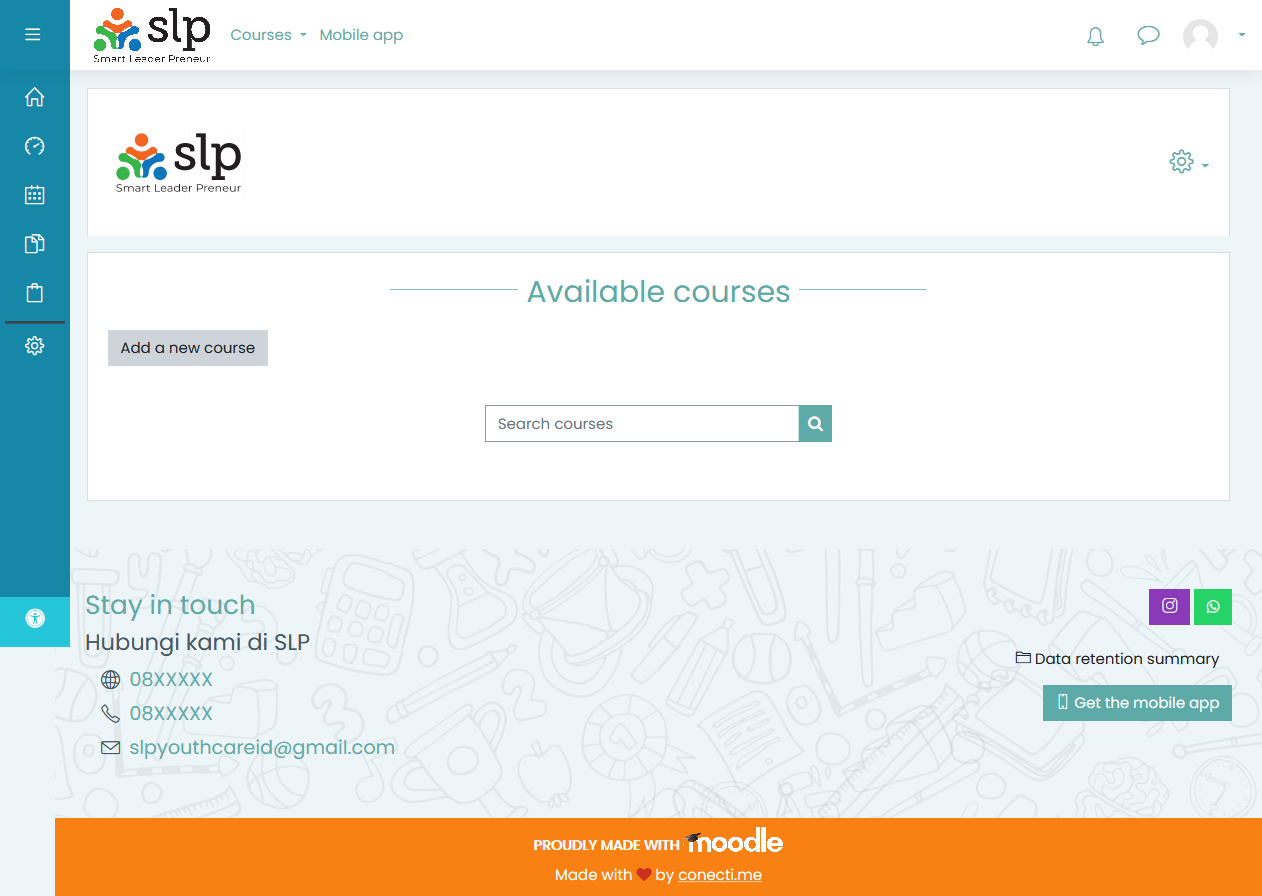 slp
Smart Leader Preneur
Courses
Mobile app
slp
Smart Leader Preneur
Available courses
Add a new course
Search courses
Stay in touch
Hubungi kami di SLP
08XXXXX
08XXXXX
slpyouthcareid@gmail.com
Data retention summary
Get the mobile app
PROUDLY MADE WITH moodle
Made with by conecti.me